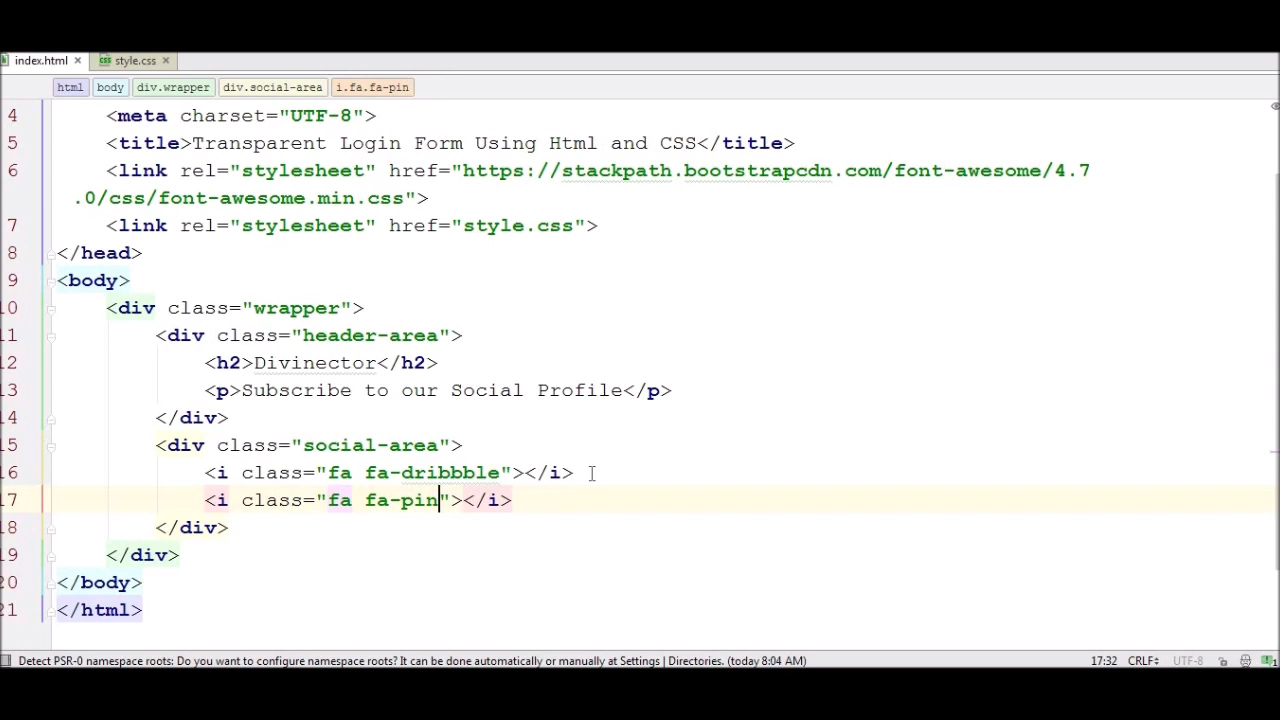 index.html × css style.css ×
html body div.wrapper div.social-area i.fa.fa-pin
4 <meta charset="UTF-8">
5 <title>Transparent Login Form Using Html and CSS</title>
6 <link rel="stylesheet" href="https://stackpath.bootstrapcdn.com/font-awesome/4.7
.0/css/font-awesome.min.css">
7 <link rel="stylesheet" href="style.css">
8 </head>
9 <body>
10 <div class="wrapper">
11 <div class="header-area">
12 <h2>Divinector</h2>
13 <p>Subscribe to our Social Profile</p>
14 </div>
15 <div class="social-area">
16 <i class="fa fa-dribbble"></i>
17 <i class="fa fa-pin"></i>
18 </div>
19 </div>
20 </body>
21 </html>
Detect PSR-0 namespace roots: Do you want to configure namespace roots? It can be done automatically or manually at Settings | Directories. (today 8:04 AM) 17:32 CRLF UTF-8